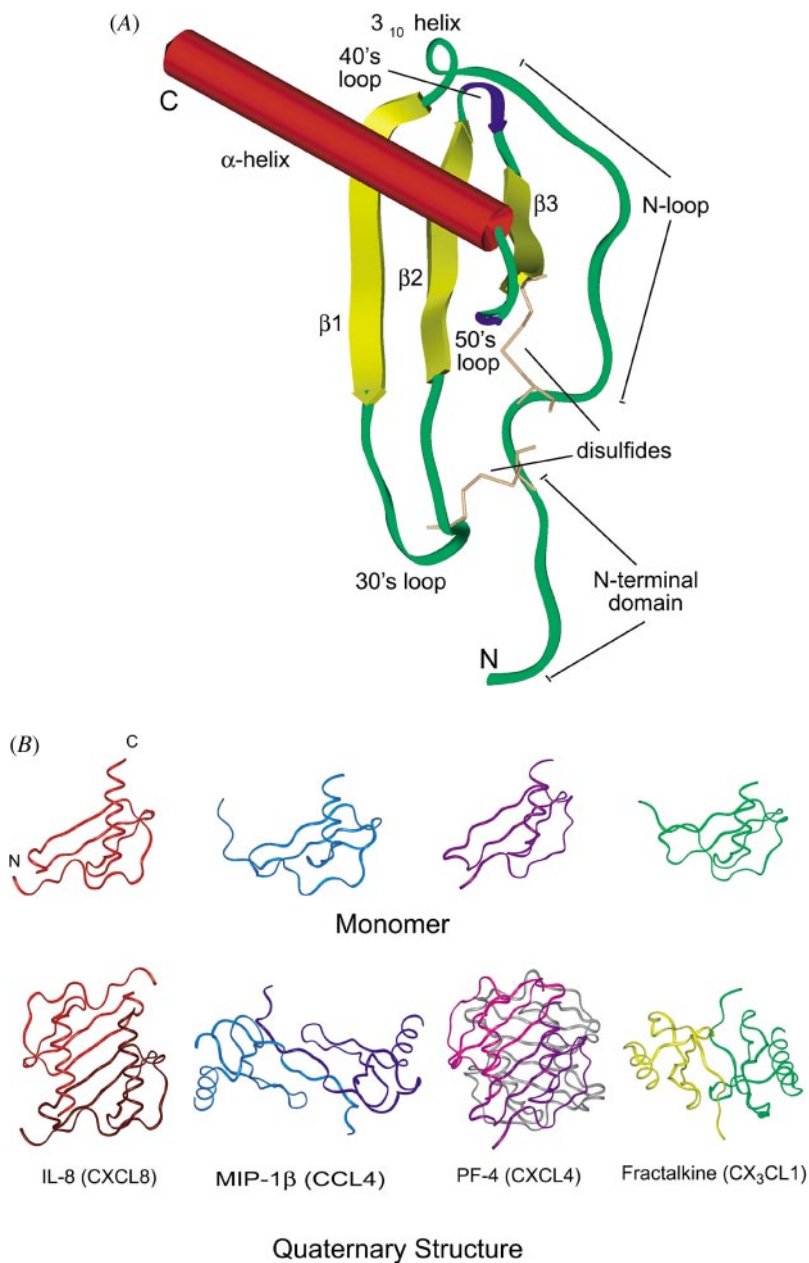 (A)
3 10 helix
40's
loop
C
α-helix
N-loop
β3
β2
β1
50's
loop
disulfides
30's loop
N-terminal
domain
N
(B)
C
N
Monomer
IL-8 (CXCL8)
MIP-1β (CCL4)
PF-4 (CXCL4)
Fractalkine (CX3CL1)
Quaternary Structure